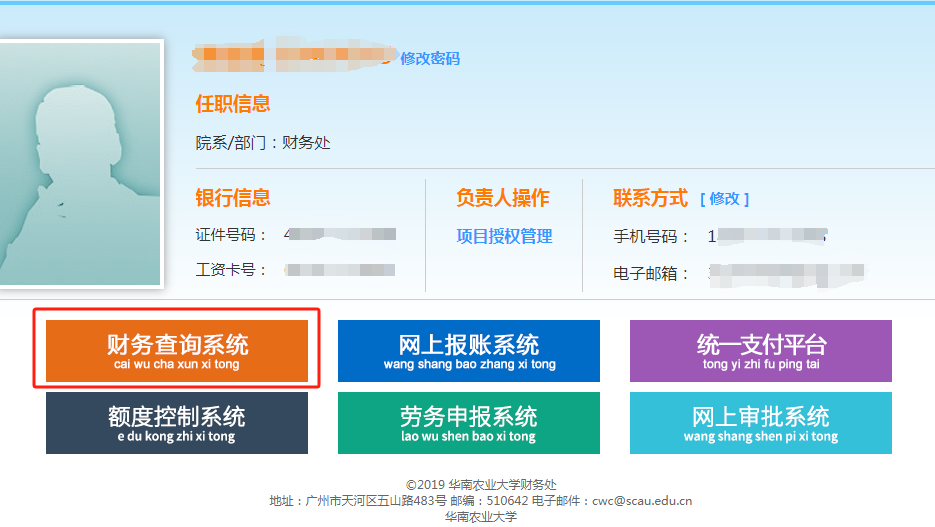 修改密码
任职信息
院系/部门：财务处
银行信息
负责人操作
联系方式 [ 修改 ]
证件号码：
项目授权管理
手机号码： 1
工资卡号：
电子邮箱：
财务查询系统
cai wu cha xun xi tong
网上报账系统
wang shang bao zhang xi tong
统一支付平台
tong yi zhi fu ping tai
额度控制系统
e du kong zhi xi tong
劳务申报系统
lao wu shen bao xi tong
网上审批系统
wang shang shen pi xi tong
©2019 华南农业大学财务处
地址：广州市天河区五山路483号 邮编：510642 电子邮件：cwc@scau.edu.cn
华南农业大学